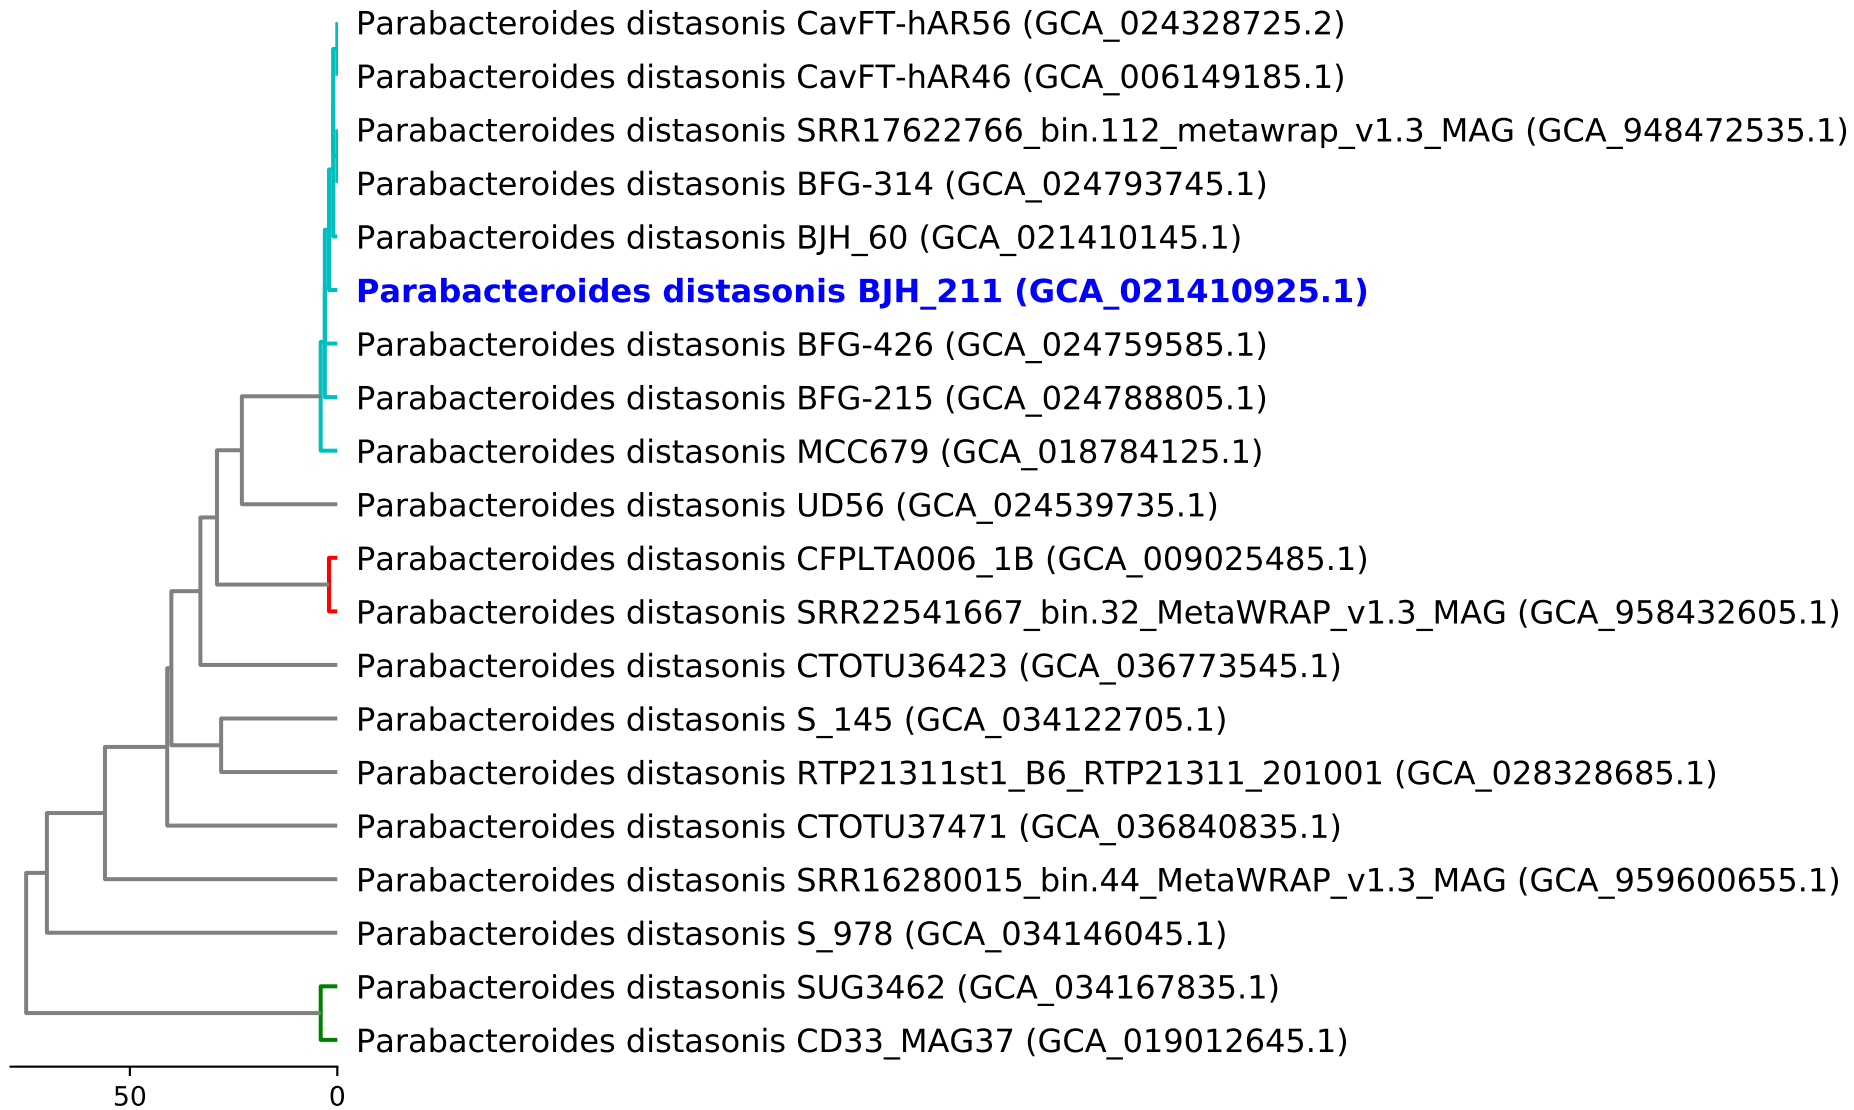 Parabacteroides distasonis CavFT-hAR56 (GCA_024328725.2)
Parabacteroides distasonis CavFT-hAR46 (GCA_006149185.1)
Parabacteroides distasonis SRR17622766_bin.112_metawrap_v1.3_MAG (GCA_948472535.1)
Parabacteroides distasonis BFG-314 (GCA_024793745.1)
Parabacteroides distasonis BJH_60 (GCA_021410145.1)
Parabacteroides distasonis BJH_211 (GCA_021410925.1)
Parabacteroides distasonis BFG-426 (GCA_024759585.1)
Parabacteroides distasonis BFG-215 (GCA_024788805.1)
Parabacteroides distasonis MCC679 (GCA_018784125.1)
Parabacteroides distasonis UD56 (GCA_024539735.1)
Parabacteroides distasonis CFPLTA006_1B (GCA_009025485.1)
Parabacteroides distasonis SRR22541667_bin.32_MetaWRAP_v1.3_MAG (GCA_958432605.1)
Parabacteroides distasonis CTOTU36423 (GCA_036773545.1)
Parabacteroides distasonis S_145 (GCA_034122705.1)
Parabacteroides distasonis RTP21311st1_B6_RTP21311_201001 (GCA_028328685.1)
Parabacteroides distasonis CTOTU37471 (GCA_036840835.1)
Parabacteroides distasonis SRR16280015_bin.44_MetaWRAP_v1.3_MAG (GCA_959600655.1)
Parabacteroides distasonis S_978 (GCA_034146045.1)
Parabacteroides distasonis SUG3462 (GCA_034167835.1)
Parabacteroides distasonis CD33_MAG37 (GCA_019012645.1)
50 0